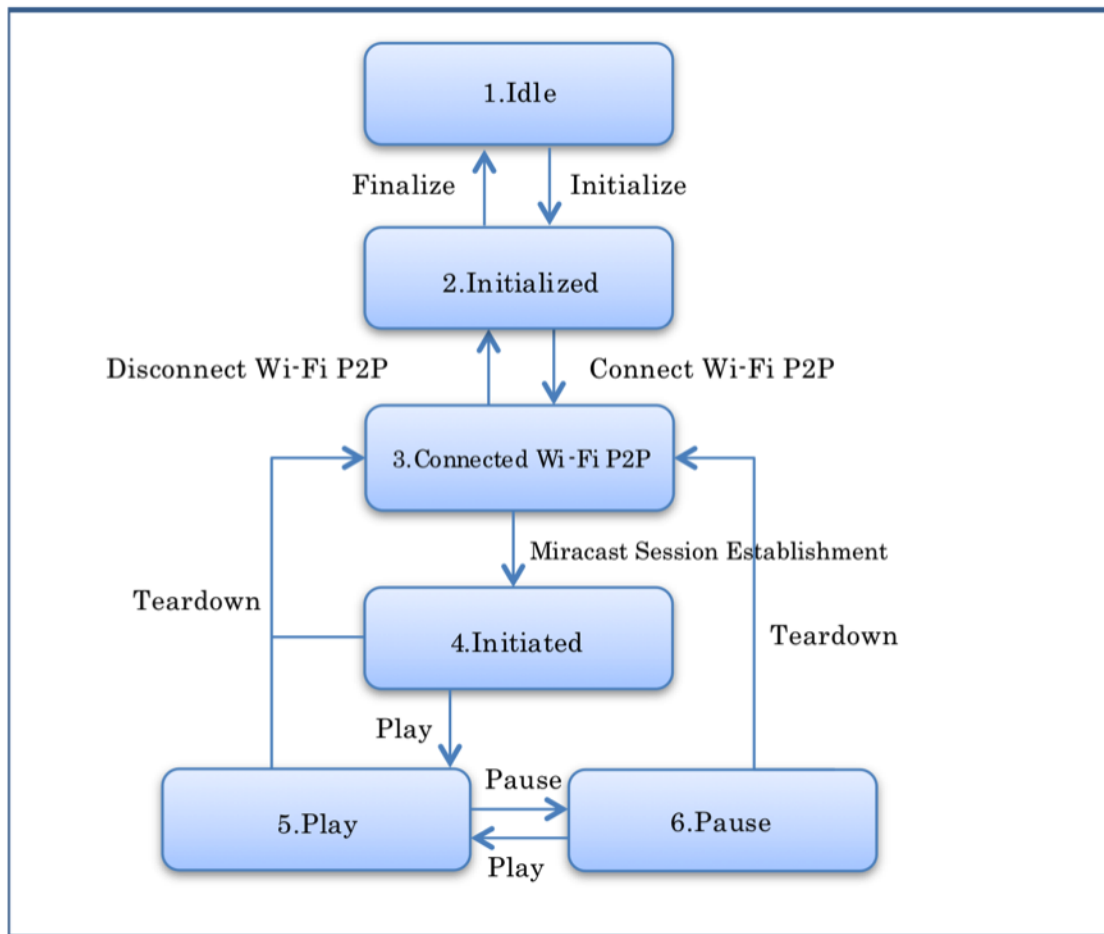 1.Idle
Finalize
Initialize
2.Initialized
Disconnect Wi-Fi P2P
Connect Wi-Fi P2P
3.Connected Wi-Fi P2P
Miracast Session Establishment
Teardown
4.Initiated
Teardown
Play
Pause
5.Play
6.Pause
Play